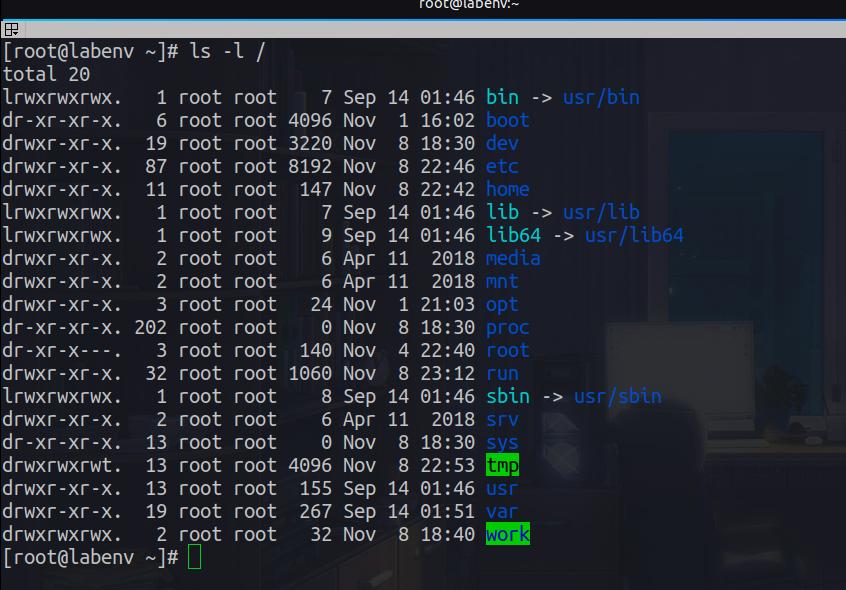 root@labenv:~
[root@labenv ~]# ls -l /
total 20
lrwxrwxrwx.   1 root root    7 Sep 14 01:46 bin -> usr/bin
dr-xr-xr-x.   6 root root 4096 Nov  1 16:02 boot
drwxr-xr-x.  19 root root 3220 Nov  8 18:30 dev
drwxr-xr-x.  87 root root 8192 Nov  8 22:46 etc
drwxr-xr-x.  11 root root  147 Nov  8 22:42 home
lrwxrwxrwx.   1 root root    7 Sep 14 01:46 lib -> usr/lib
lrwxrwxrwx.   1 root root    9 Sep 14 01:46 lib64 -> usr/lib64
drwxr-xr-x.   2 root root    6 Apr 11  2018 media
drwxr-xr-x.   2 root root    6 Apr 11  2018 mnt
drwxr-xr-x.   3 root root   24 Nov  1 21:03 opt
dr-xr-xr-x. 202 root root    0 Nov  8 18:30 proc
dr-xr-x---.   3 root root  140 Nov  4 22:40 root
drwxr-xr-x.  32 root root 1060 Nov  8 23:12 run
lrwxrwxrwx.   1 root root    8 Sep 14 01:46 sbin -> usr/sbin
drwxr-xr-x.   2 root root    6 Apr 11  2018 srv
dr-xr-xr-x.  13 root root    0 Nov  8 18:30 sys
drwxrwxrwt.  13 root root 4096 Nov  8 22:53 tmp
drwxr-xr-x.  13 root root  155 Sep 14 01:46 usr
drwxr-xr-x.  19 root root  267 Sep 14 01:51 var
drwxrwxrwx.   2 root root   32 Nov  8 18:40 work
[root@labenv ~]#